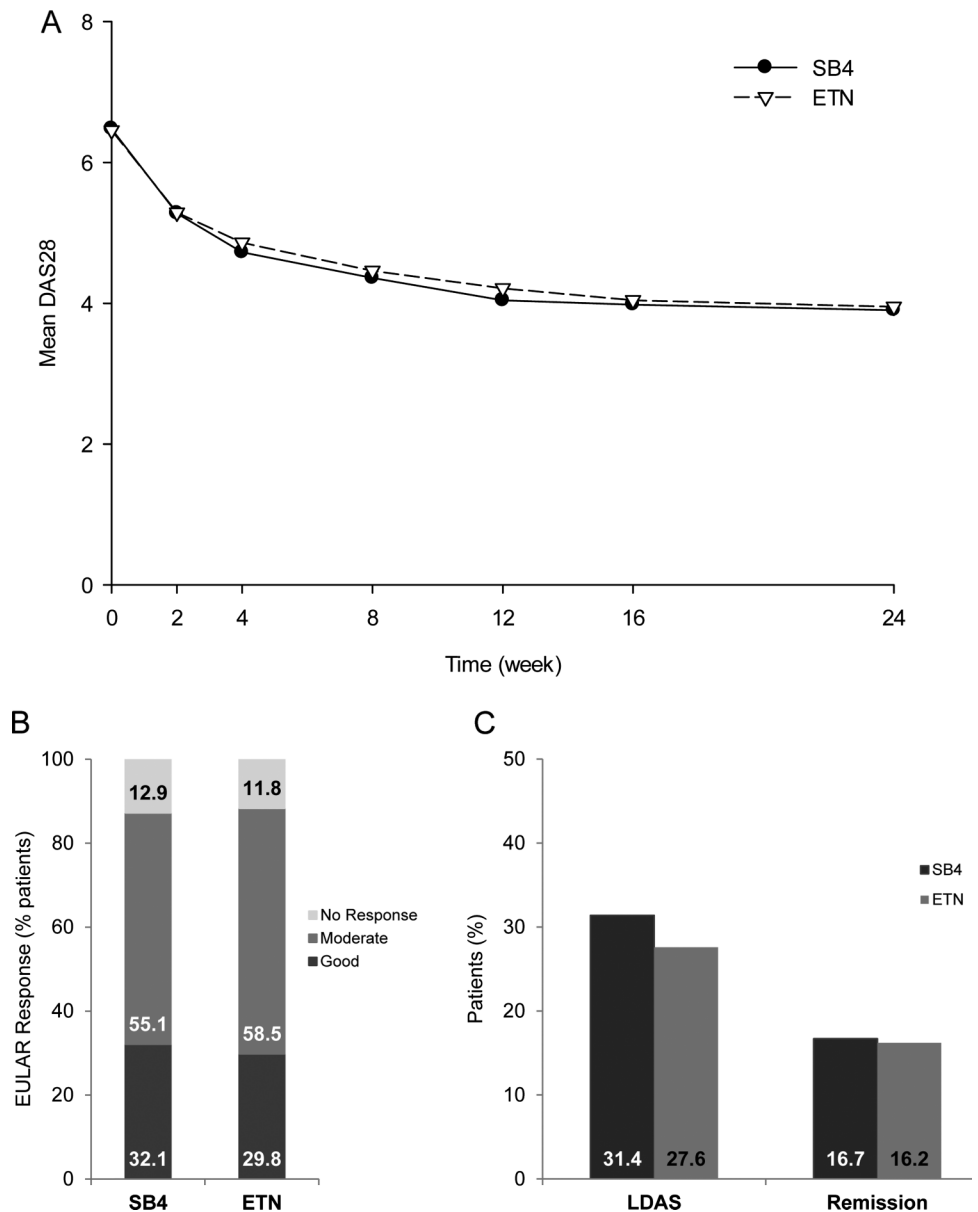 A
8
6
4
2
0
Mean DAS28
SB4
ETN
0 2 4 8 12 16 24
Time (week)
B
100
80
60
40
20
0
EULAR Response (% patients)
12.9 11.8
55.1 58.5
32.1 29.8
SB4 ETN
No Response
Moderate
Good
C
50
40
30
20
10
0
Patients (%)
SB4
ETN
31.4 27.6 16.7 16.2
LDAS Remission